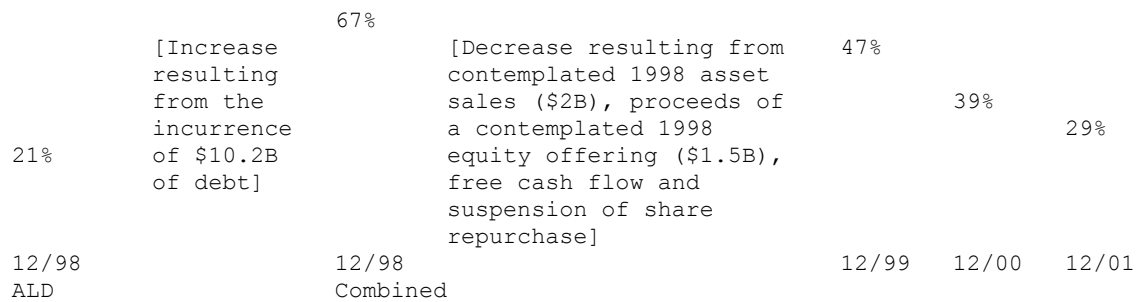 67%
[Increase [Decrease resulting from 47%
resulting contemplated 1998 asset
from the sales ($2B), proceeds of 39%
incurrence a contemplated 1998 29%
21% of $10.2B equity offering ($1.5B),
of debt] free cash flow and
suspension of share
repurchase]
12/98 12/98 12/99 12/00 12/01
ALD Combined